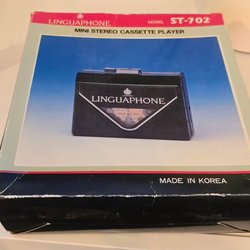 LINGUAPHONE MODEL ST-702
MINI STEREO CASSETTE PLAYER
LINGUAPHONE
MADE IN KOREA